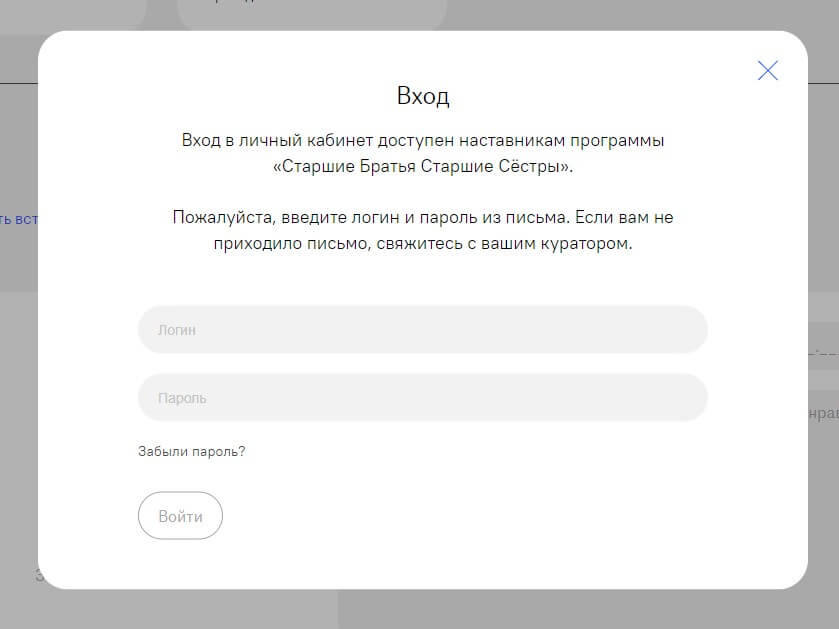 Вход
Вход в личный кабинет доступен наставникам программы
«Старшие Братья Старшие Сёстры».
Пожалуйста, введите логин и пароль из письма. Если вам не
приходило письмо, свяжитесь с вашим куратором.
Логин
Пароль
Забыли пароль?
Войти